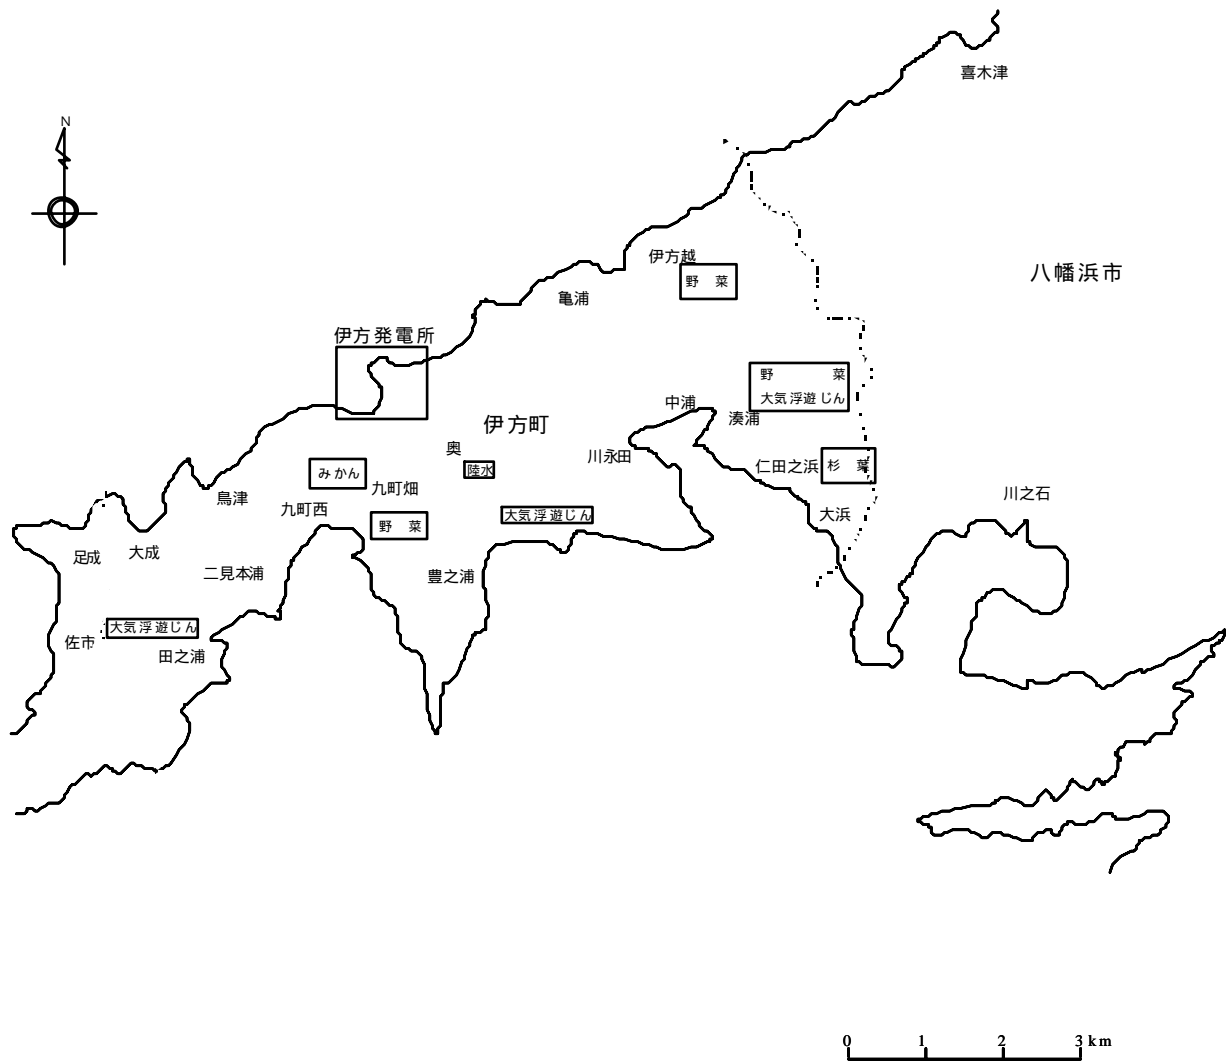 喜木津
N
伊方越
野 菜
八幡浜市
亀浦
伊方発電所
野 菜
大気浮遊じん
中浦
湊浦
伊方町
奥
陸水
川永田
仁田之浜
杉 葉
みかん
九町畑
鳥津
九町西
川之石
大気浮遊じん
大浜
野 菜
足成
大成
二見本浦
豊之浦
大気浮遊じん
佐市
田之浦
0 1 2 3km